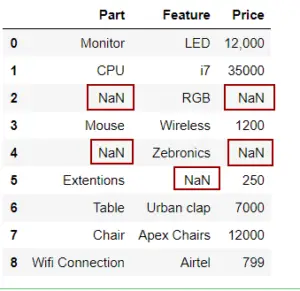 Part Feature Price
0 Monitor LED 12,000
1 CPU i7 35000
2 NaN RGB NaN
3 Mouse Wireless 1200
4 NaN Zebronics NaN
5 Extentions NaN 250
6 Table Urban clap 7000
7 Chair Apex Chairs 12000
8 Wifi Connection Airtel 799